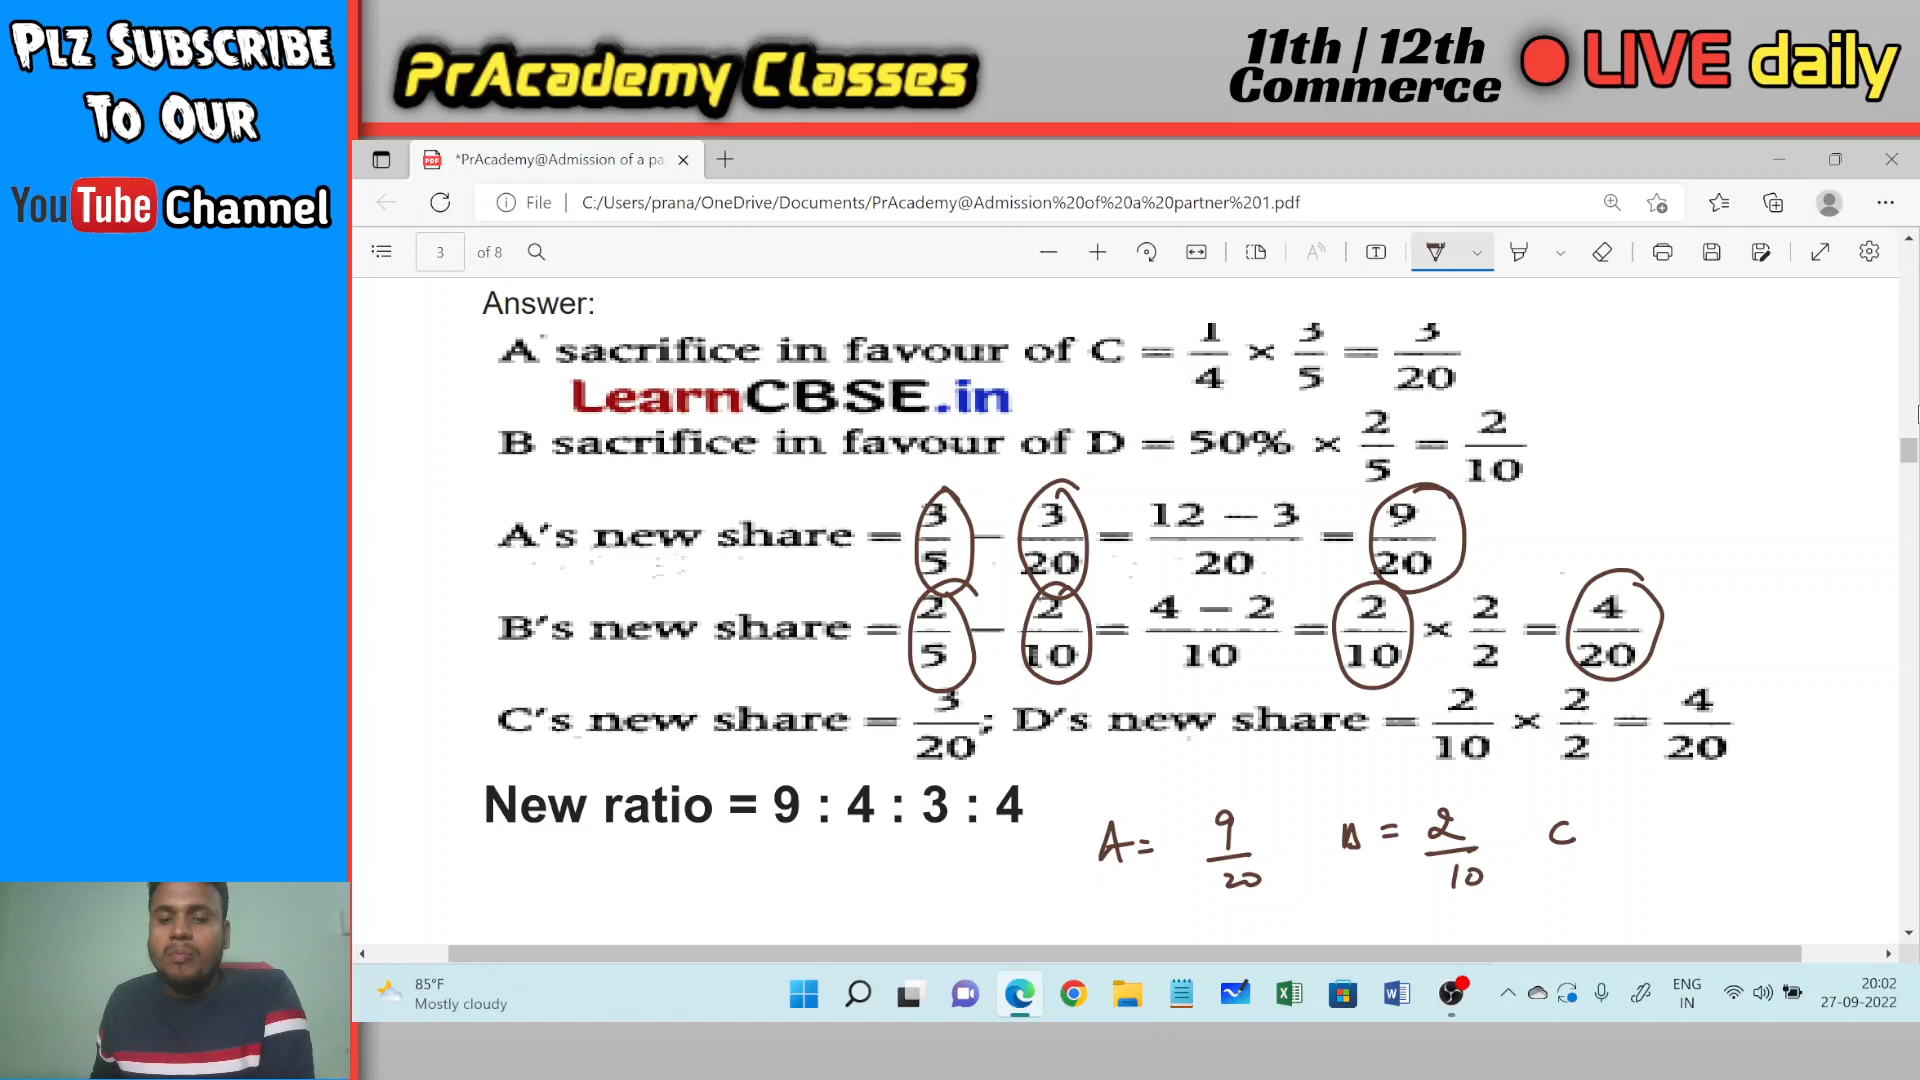 Plz Subscribe
To Our
YouTube Channel
PrAcademy Classes
11th | 12th
Commerce
LIVE daily
*PrAcademy@Admission of a pa
File
C:/Users/prana/OneDrive/Documents/PrAcademy@Admission%20of%20a%20partner%201.pdf
3 of 8
Answer:
A sacrifice in favour of C = 1/4 × 3/5 = 3/20
LearnCBSE.in
B sacrifice in favour of D = 50% × 2/5 = 2/10
A's new share = 3/5 − 3/20 = 12 − 3/20 = 9/20
B's new share = 2/5 − 2/10 = 4 − 2/10 = 2/10 × 2/2 = 4/20
C's new share = 3/20; D's new share = 2/10 × 2/2 = 4/20
New ratio = 9 : 4 : 3 : 4
A = 9/20 B = 2/10 C
85°F
Mostly cloudy
ENG
IN
20:02
27-09-2022